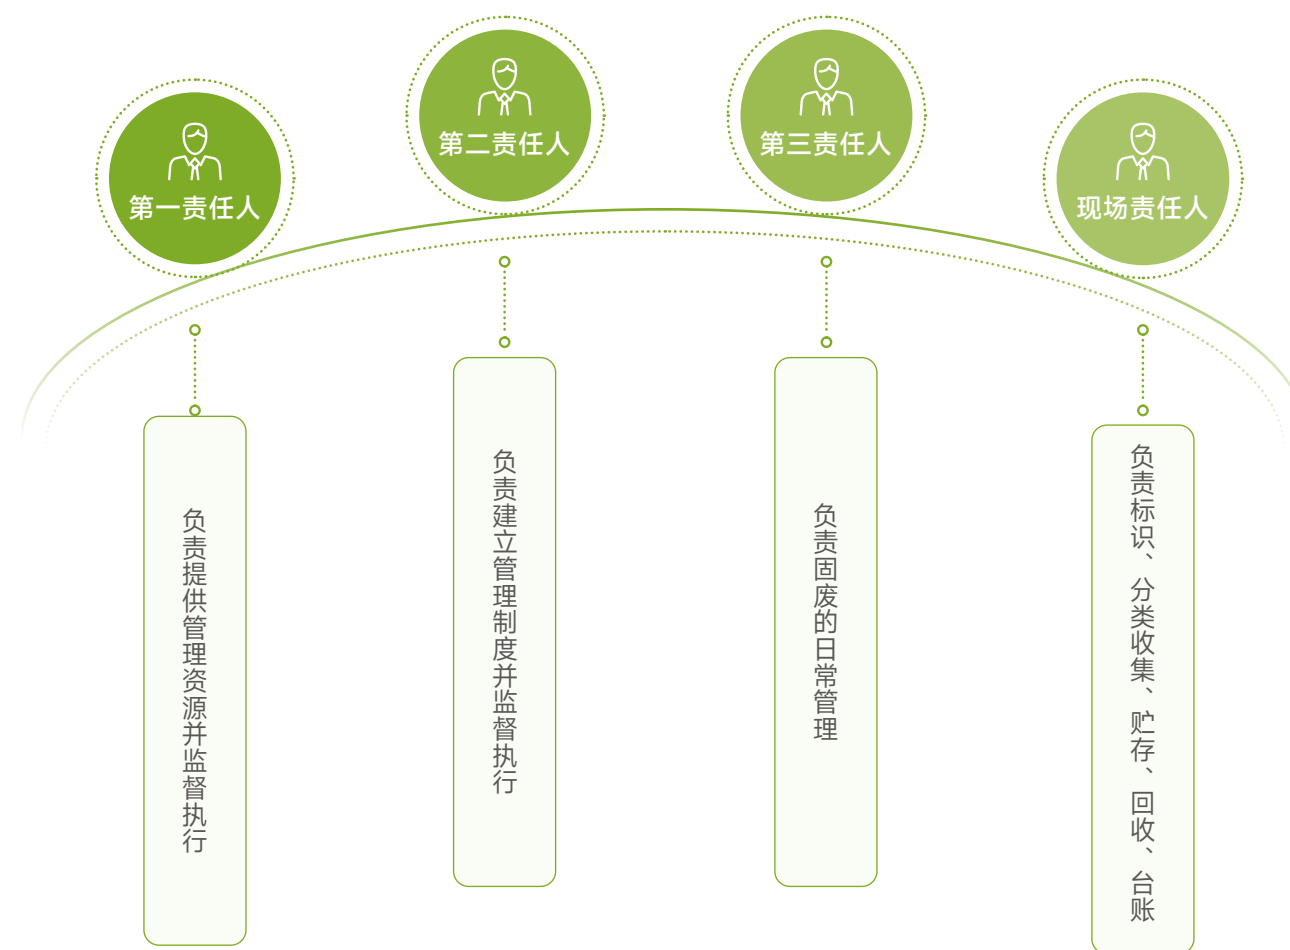 第一责任人
负责提供管理资源并监督执行
第二责任人
负责建立管理制度并监督执行
第三责任人
负责固废的日常管理
现场责任人
负责标识、分类收集、贮存、回收、台账